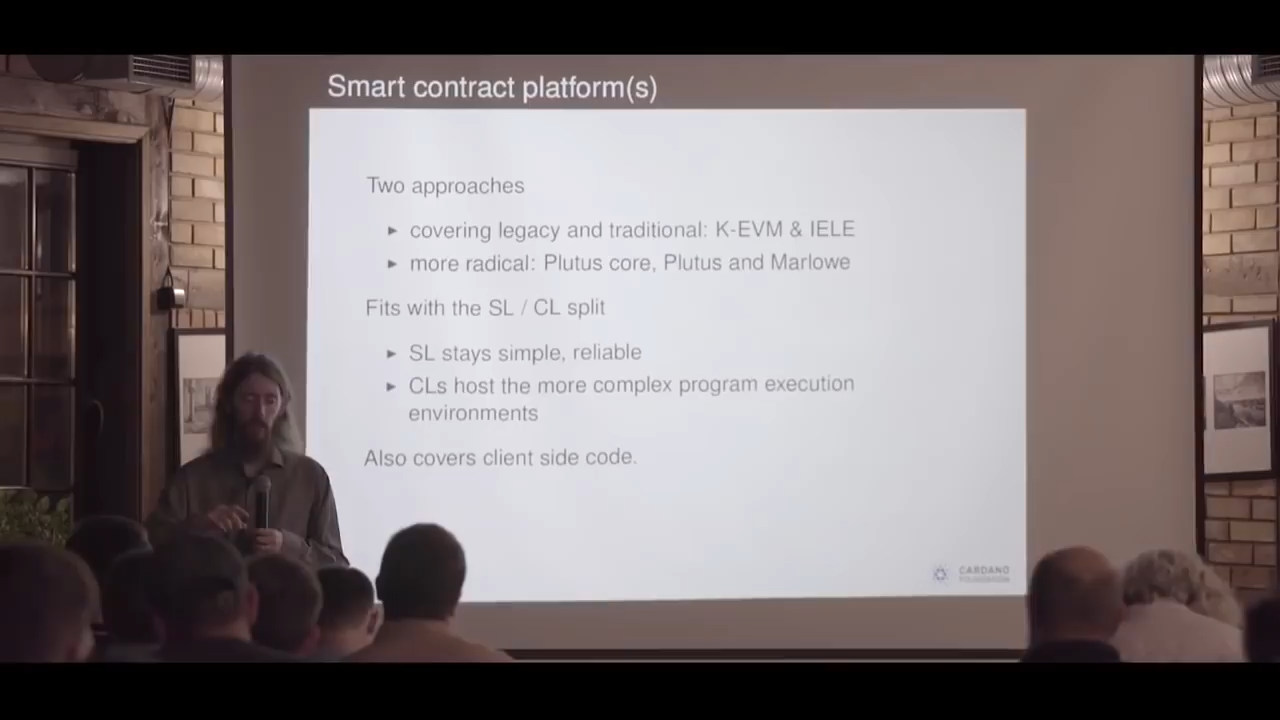 Smart contract platform(s)
Two approaches
► covering legacy and traditional: K-EVM & IELE
► more radical: Plutus core, Plutus and Marlowe
Fits with the SL / CL split
► SL stays simple, reliable
► CLs host the more complex program execution
environments
Also covers client side code.
CARDANO
FOUNDATION